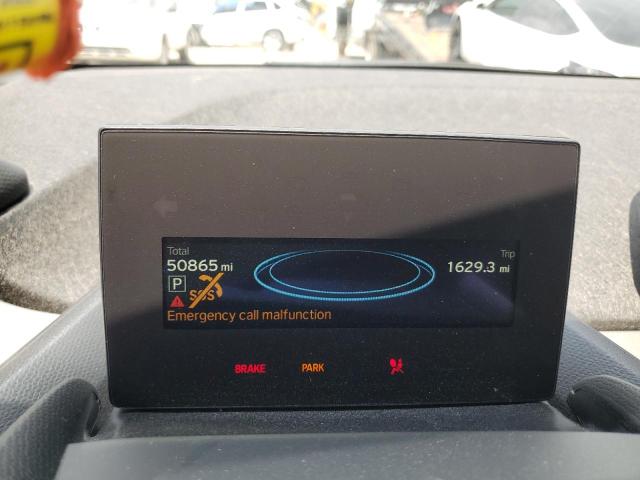 Total
50865 mi
Trip
1629.3 mi
P
SOS
Emergency call malfunction
BRAKE
PARK